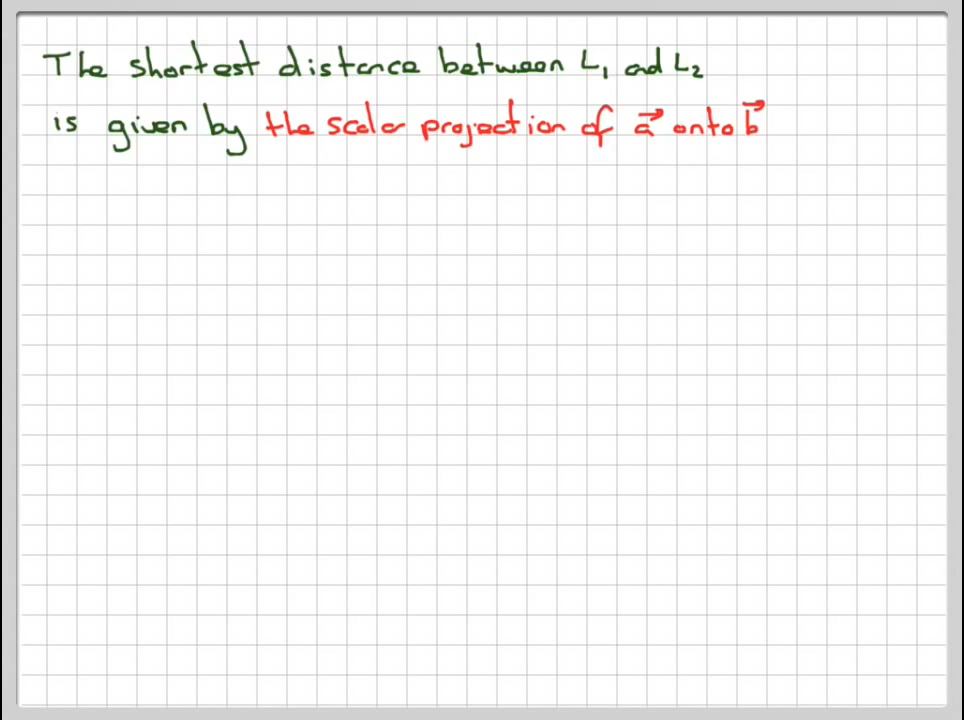 The shortest distance between L₁ and L₂
is given by the scalar projection of a⃗ onto b⃗